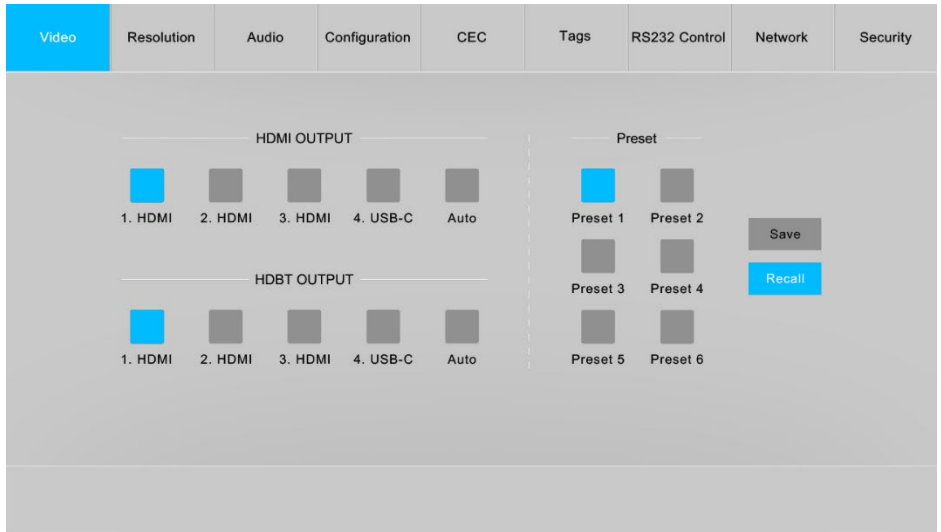 Video Resolution Audio Configuration CEC Tags RS232 Control Network Security
HDMI OUTPUT
1. HDMI 2. HDMI 3. HDMI 4. USB-C Auto
HDBT OUTPUT
1. HDMI 2. HDMI 3. HDMI 4. USB-C Auto
Preset
Preset 1 Preset 2
Preset 3 Preset 4
Preset 5 Preset 6
Save
Recall